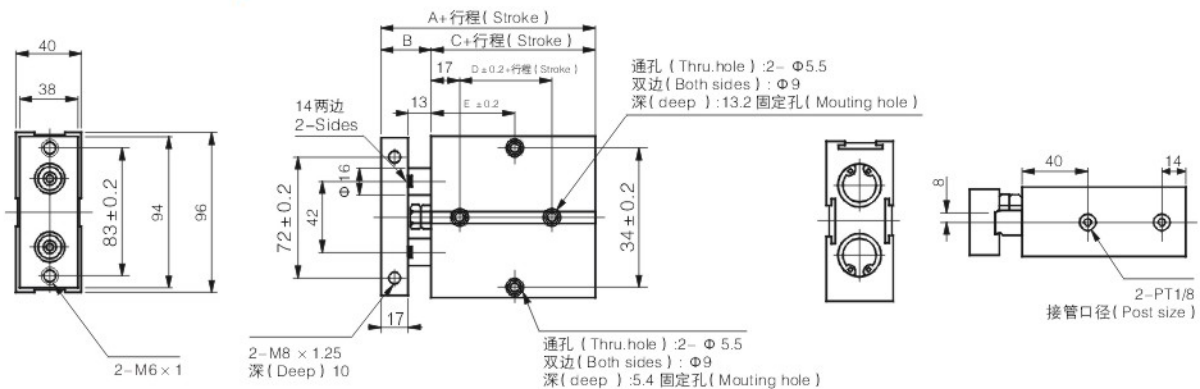 40
38
83±0.2
94
96
2-M6×1
A+行程( Stroke )
B
C+行程( Stroke )
17
D±0.2+行程( Stroke )
14两边
2-Sides
13
E ±0.2
Φ16
42
72±0.2
34±0.2
17
2-M8 × 1.25
深( Deep ) 10
通孔 ( Thru.hole ) :2- Φ5.5
双边( Both sides ) : Φ9
深( deep ) :13.2 固定孔( Mouting hole )
通孔 ( Thru.hole ) :2- Φ 5.5
双边( Both sides ) : Φ9
深( deep ) :5.4 固定孔( Mouting hole )
40
14
8
2-PT1/8
接管口径( Post size )